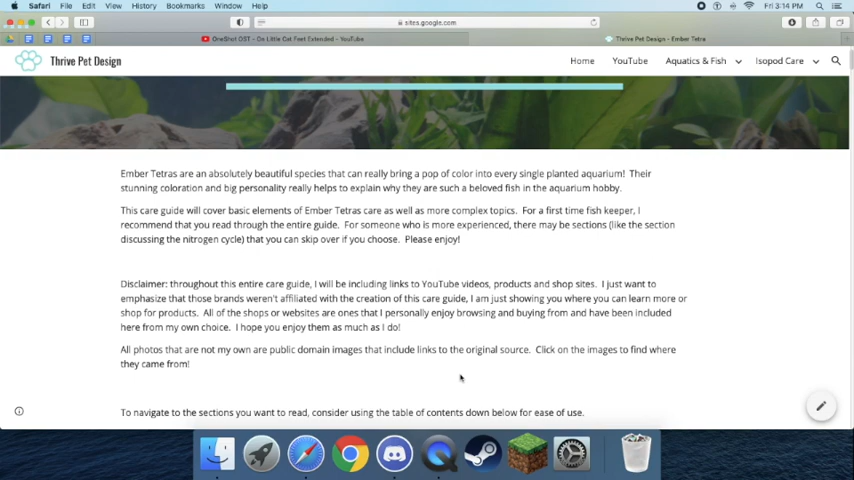 Safari File Edit View History Bookmarks Window Help Fri 3:14 PM
sites.google.com
OneShot OST - On Little Cat Feet Extended - YouTube
Thrive Pet Design - Ember Tetra
Thrive Pet Design Home YouTube Aquatics & Fish Isopod Care
Ember Tetras are an absolutely beautiful species that can really bring a pop of color into every single planted aquarium! Their
stunning coloration and big personality really helps to explain why they are such a beloved fish in the aquarium hobby.
This care guide will cover basic elements of Ember Tetras care as well as more complex topics. For a first time fish keeper, I
recommend that you read through the entire guide. For someone who is more experienced, there may be sections (like the section
discussing the nitrogen cycle) that you can skip over if you choose. Please enjoy!
Disclaimer: throughout this entire care guide, I will be including links to YouTube videos, products and shop sites. I just want to
emphasize that those brands weren't affiliated with the creation of this care guide, I am just showing you where you can learn more or
shop for products. All of the shops or websites are ones that I personally enjoy browsing and buying from and have been included
here from my own choice. I hope you enjoy them as much as I do!
All photos that are not my own are public domain images that include links to the original source. Click on the images to find where
they came from!
To navigate to the sections you want to read, consider using the table of contents down below for ease of use.